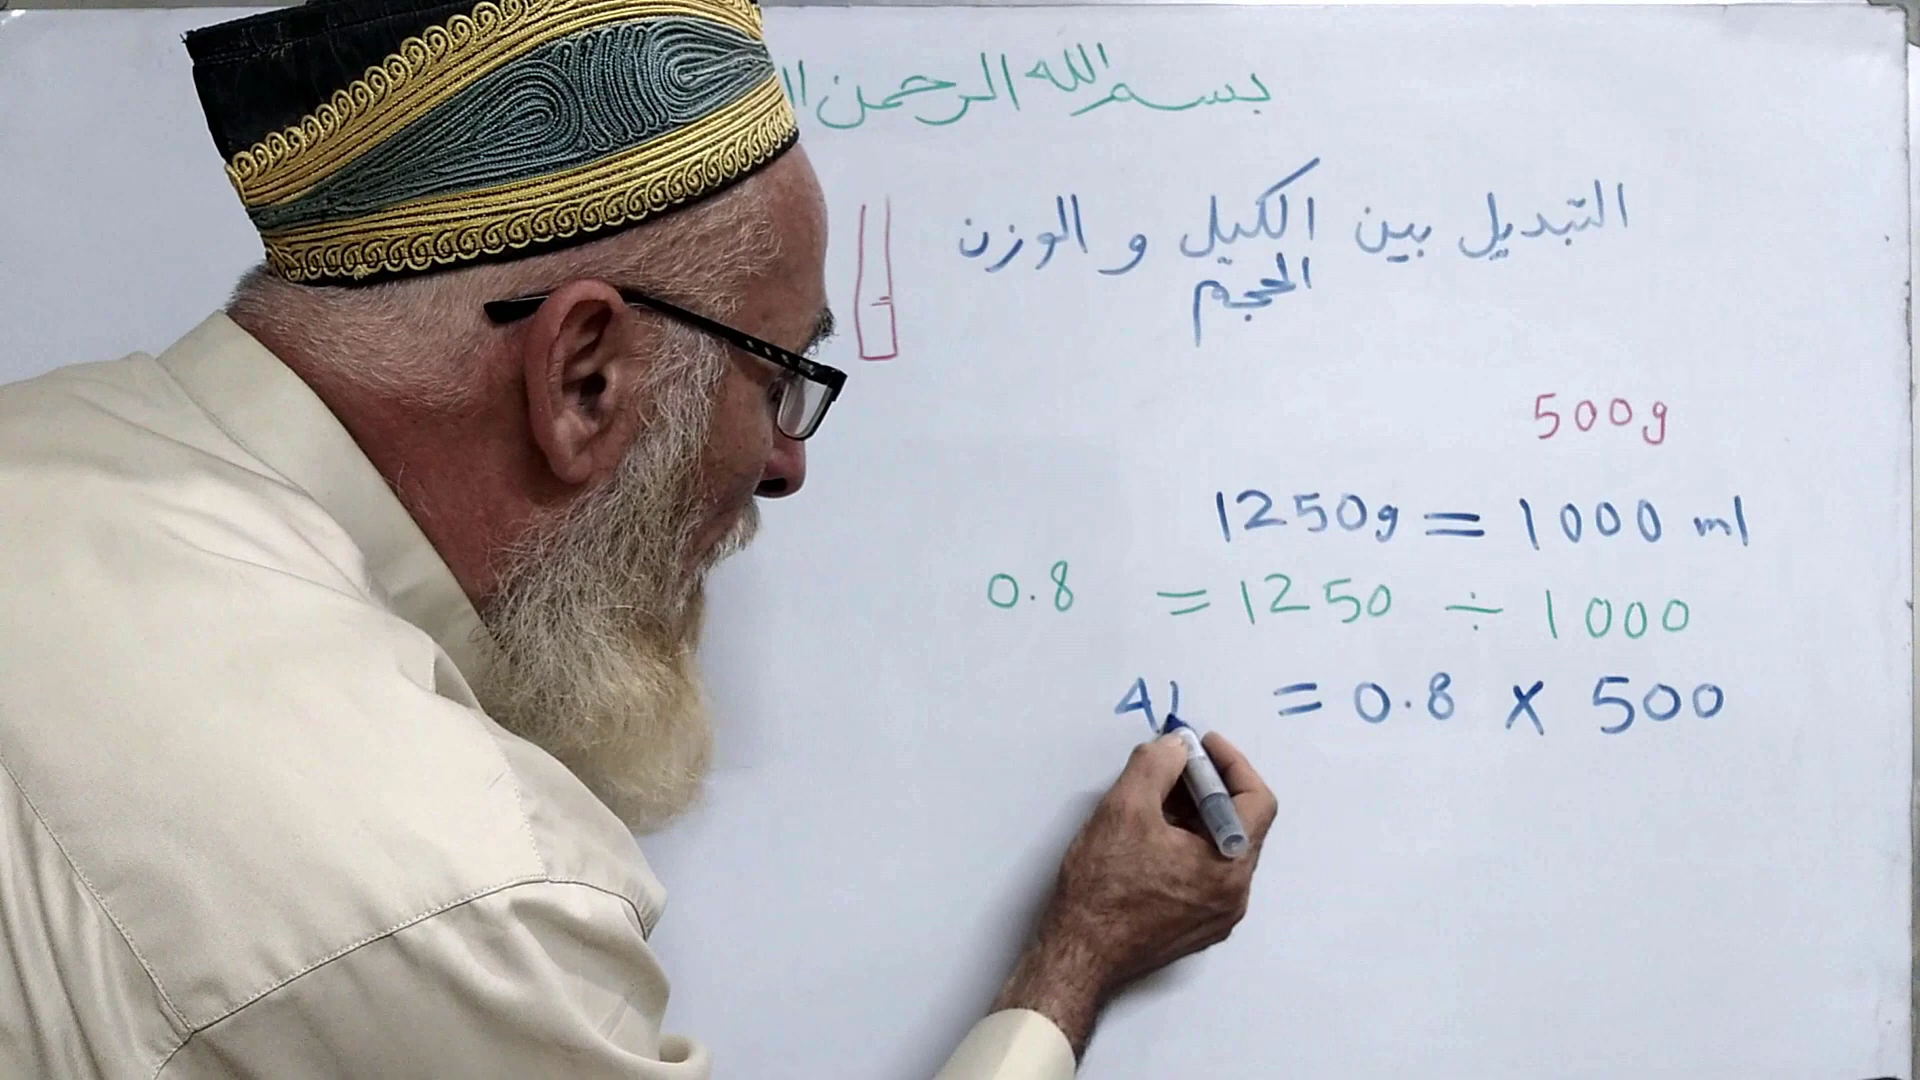 بسم الله الرحمن
التبديل بين الكيل و الوزن
الحجم
500g
1250g = 1000 ml
0.8 = 1250 ÷ 1000
4 = 0.8 × 500